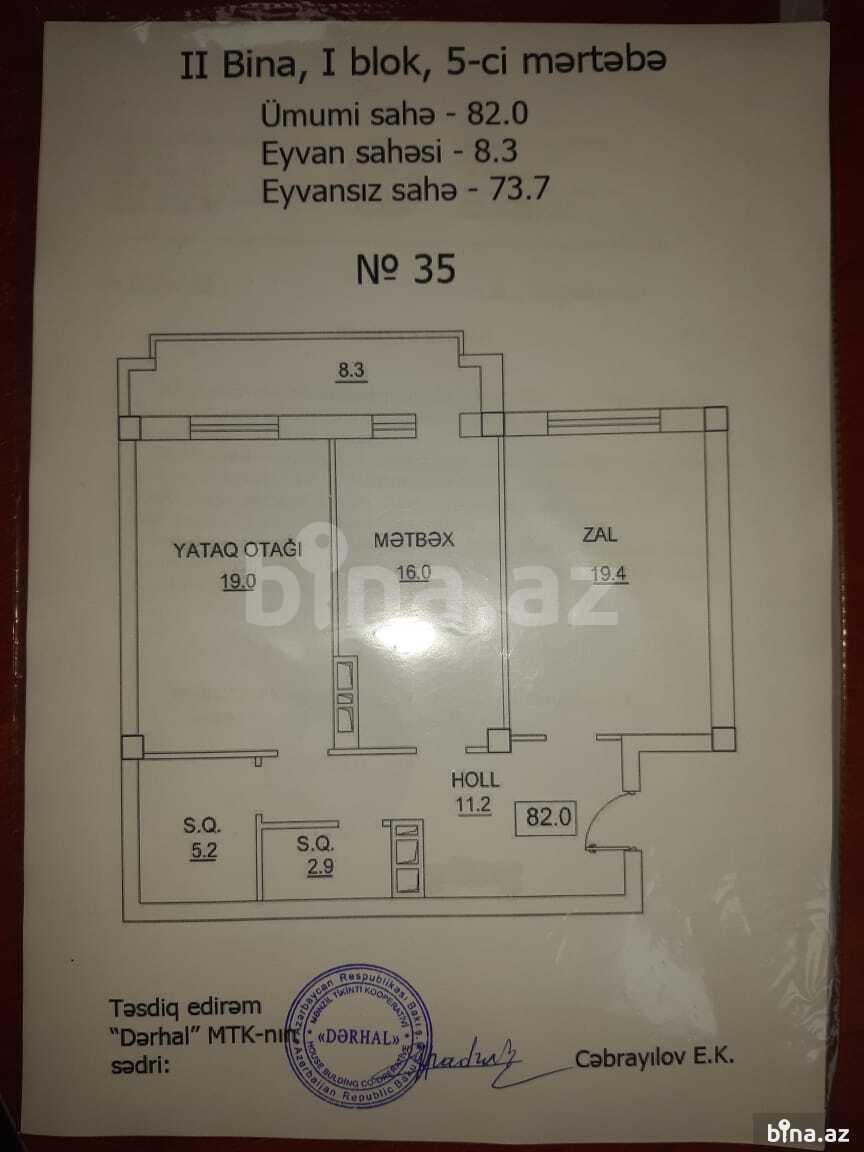 II Bina, I blok, 5-ci mərtəbə
Ümumi sahə - 82.0
Eyvan sahəsi - 8.3
Eyvansız sahə - 73.7
№ 35
8.3
YATAQ OTAĞI
19.0
MƏTBƏX
16.0
ZAL
19.4
bina.az
HOLL
11.2
82.0
S.Q.
5.2
S.Q.
2.9
Təsdiq edirəm
"Dərhal" MTK-nın
sədri:
Azərbaycan Respublikası Bakı ş.
MƏNZİL TİKİNTİ KOOPERATİVİ
«DƏRHAL»
HOUSE BULDING COOPERATIVE
Azerbaijan Republic Baku
Cəbrayılov E.K.
bina.az